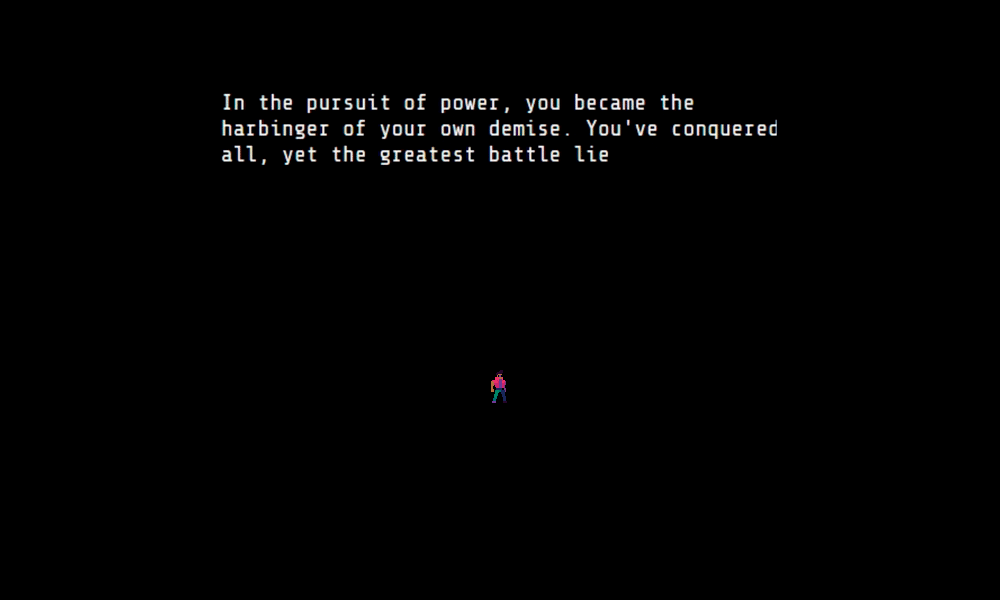 In the pursuit of power, you became the
harbinger of your own demise. You've conquered
all, yet the greatest battle lie